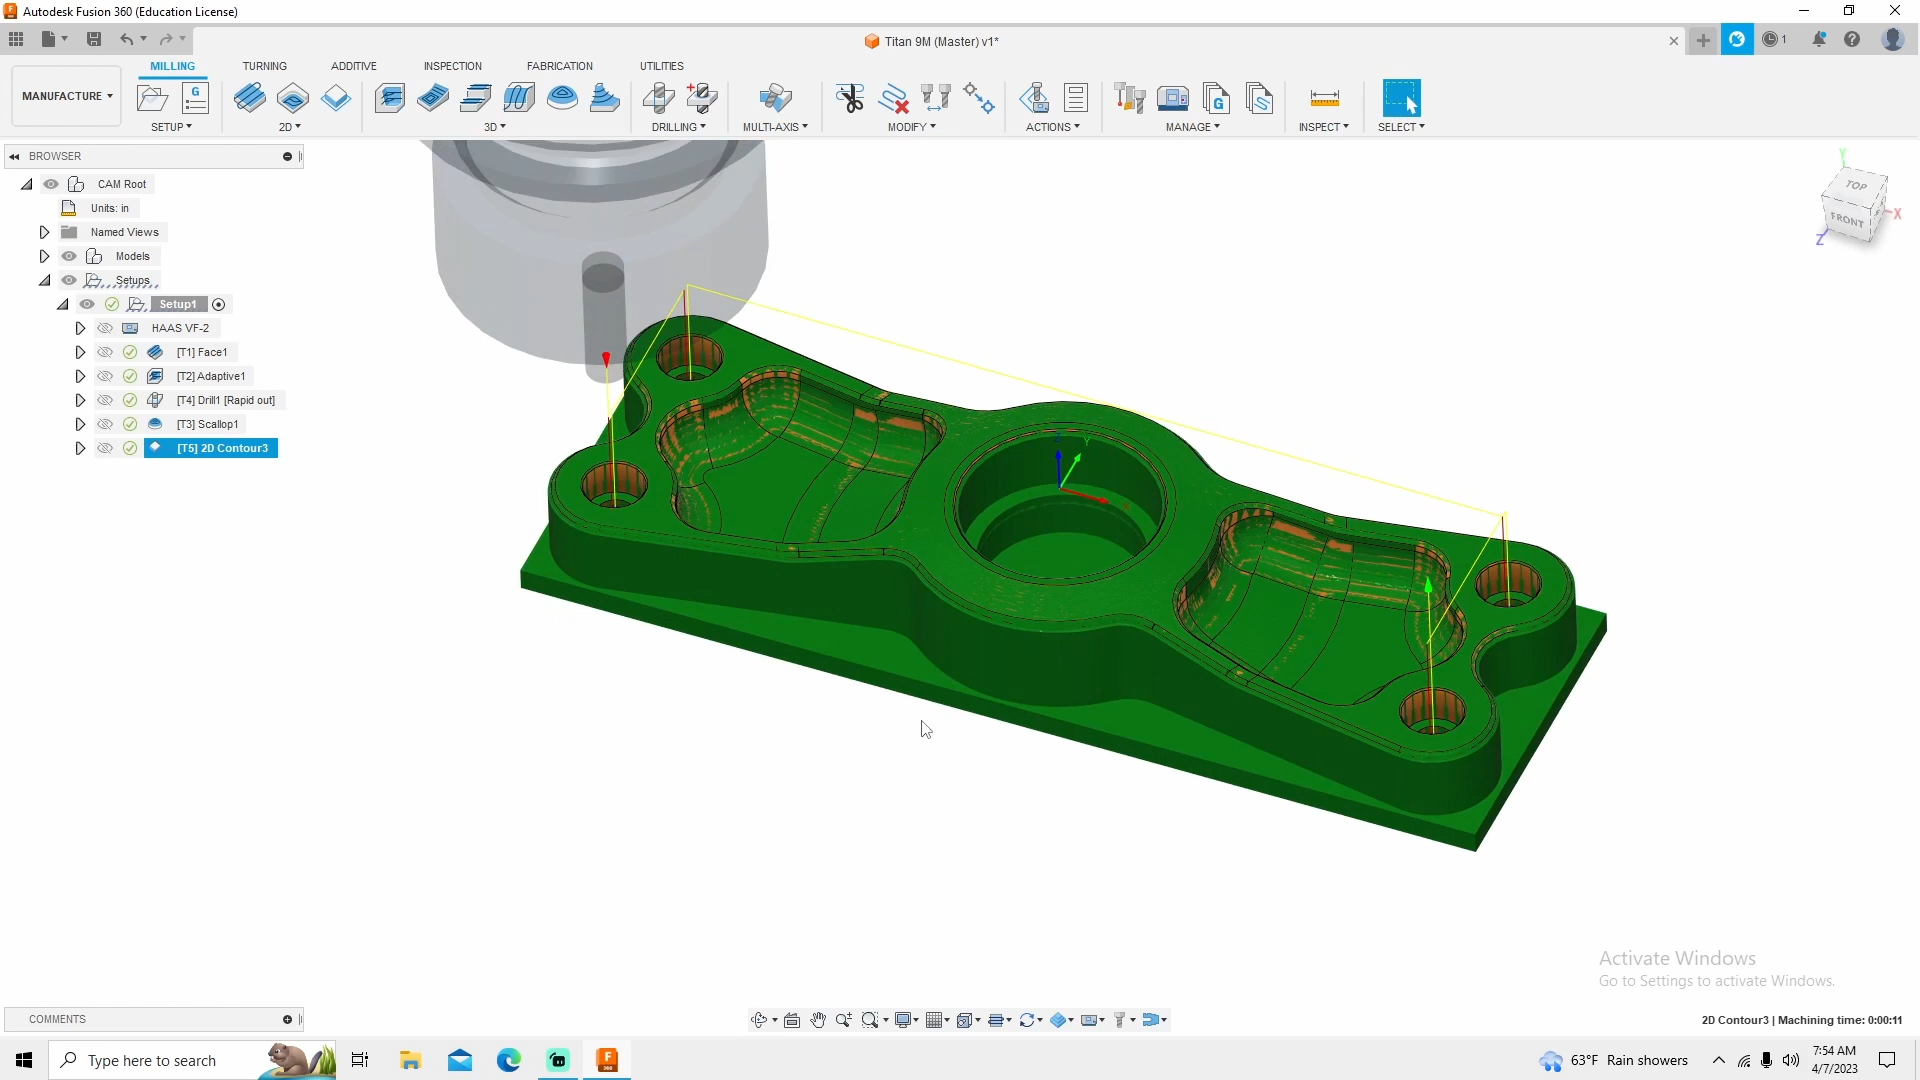 Autodesk Fusion 360 (Education License)
Titan 9M (Master) v1*
1
MILLING
TURNING
ADDITIVE
INSPECTION
FABRICATION
UTILITIES
MANUFACTURE
SETUP
2D
3D
DRILLING
MULTI-AXIS
MODIFY
ACTIONS
MANAGE
INSPECT
SELECT
BROWSER
CAM Root
Units: in
Named Views
Models
Setups
Setup1
HAAS VF-2
[T1] Face1
[T2] Adaptive1
[T4] Drill1 [Rapid out]
[T3] Scallop1
[T5] 2D Contour3
Y
TOP
FRONT
X
Z
Activate Windows
Go to Settings to activate Windows.
COMMENTS
2D Contour3 | Machining time: 0:00:11
Type here to search
63°F Rain showers
7:54 AM
4/7/2023